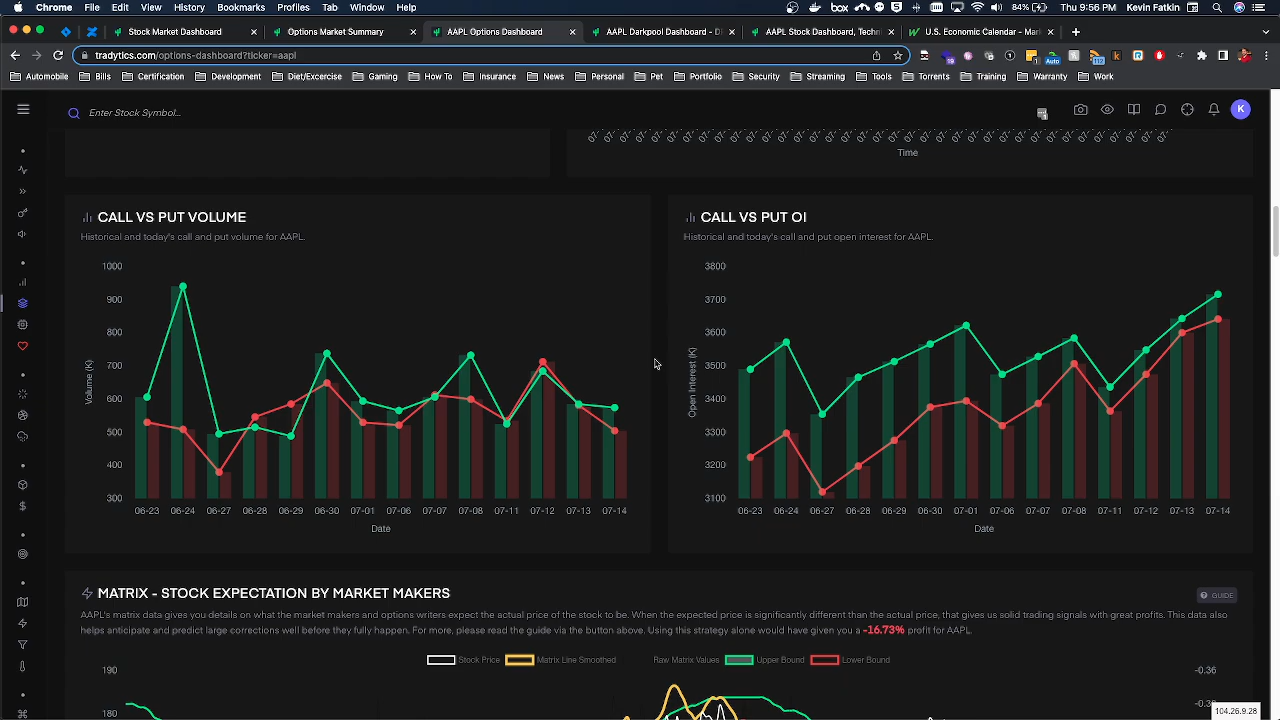 Chrome File Edit View History Bookmarks Profiles Tab Window Help 84% Thu 9:56 PM Kevin Fatkin
Stock Market Dashboard Options Market Summary AAPL Options Dashboard AAPL Darkpool Dashboard - D AAPL Stock Dashboard, Techn U.S. Economic Calendar - Mark
tradytics.com/options-dashboard?ticker=aapl
Automobile Bills Certification Development Diet/Exercise Gaming How To Insurance News Personal Pet Portfolio Security Streaming Tools Torrents Training Warranty Work
Enter Stock Symbol...
K
Time
CALL VS PUT VOLUME
Historical and today's call and put volume for AAPL.
1000
900
800
700
600
500
400
300
Volume (K)
06-23 06-24 06-27 06-28 06-29 06-30 07-01 07-06 07-07 07-08 07-11 07-12 07-13 07-14
Date
CALL VS PUT OI
Historical and today's call and put open interest for AAPL.
3800
3700
3600
3500
3400
3300
3200
3100
Open Interest (K)
06-23 06-24 06-27 06-28 06-29 06-30 07-01 07-06 07-07 07-08 07-11 07-12 07-13 07-14
Date
MATRIX - STOCK EXPECTATION BY MARKET MAKERS
GUIDE
AAPL's matrix data gives you details on what the market makers and options writers expect the actual price of the stock to be. When the expected price is significantly different than the actual price, that gives us solid trading signals with great profits. This data also
helps anticipate and predict large corrections well before they fully happen. For more, please read the guide via the button above. Using this strategy alone would have given you a -16.73% profit for AAPL.
Stock Price Matrix Line Smoothed Raw Matrix Values Upper Bound Lower Bound
190
-0.36
180
104.26.9.28